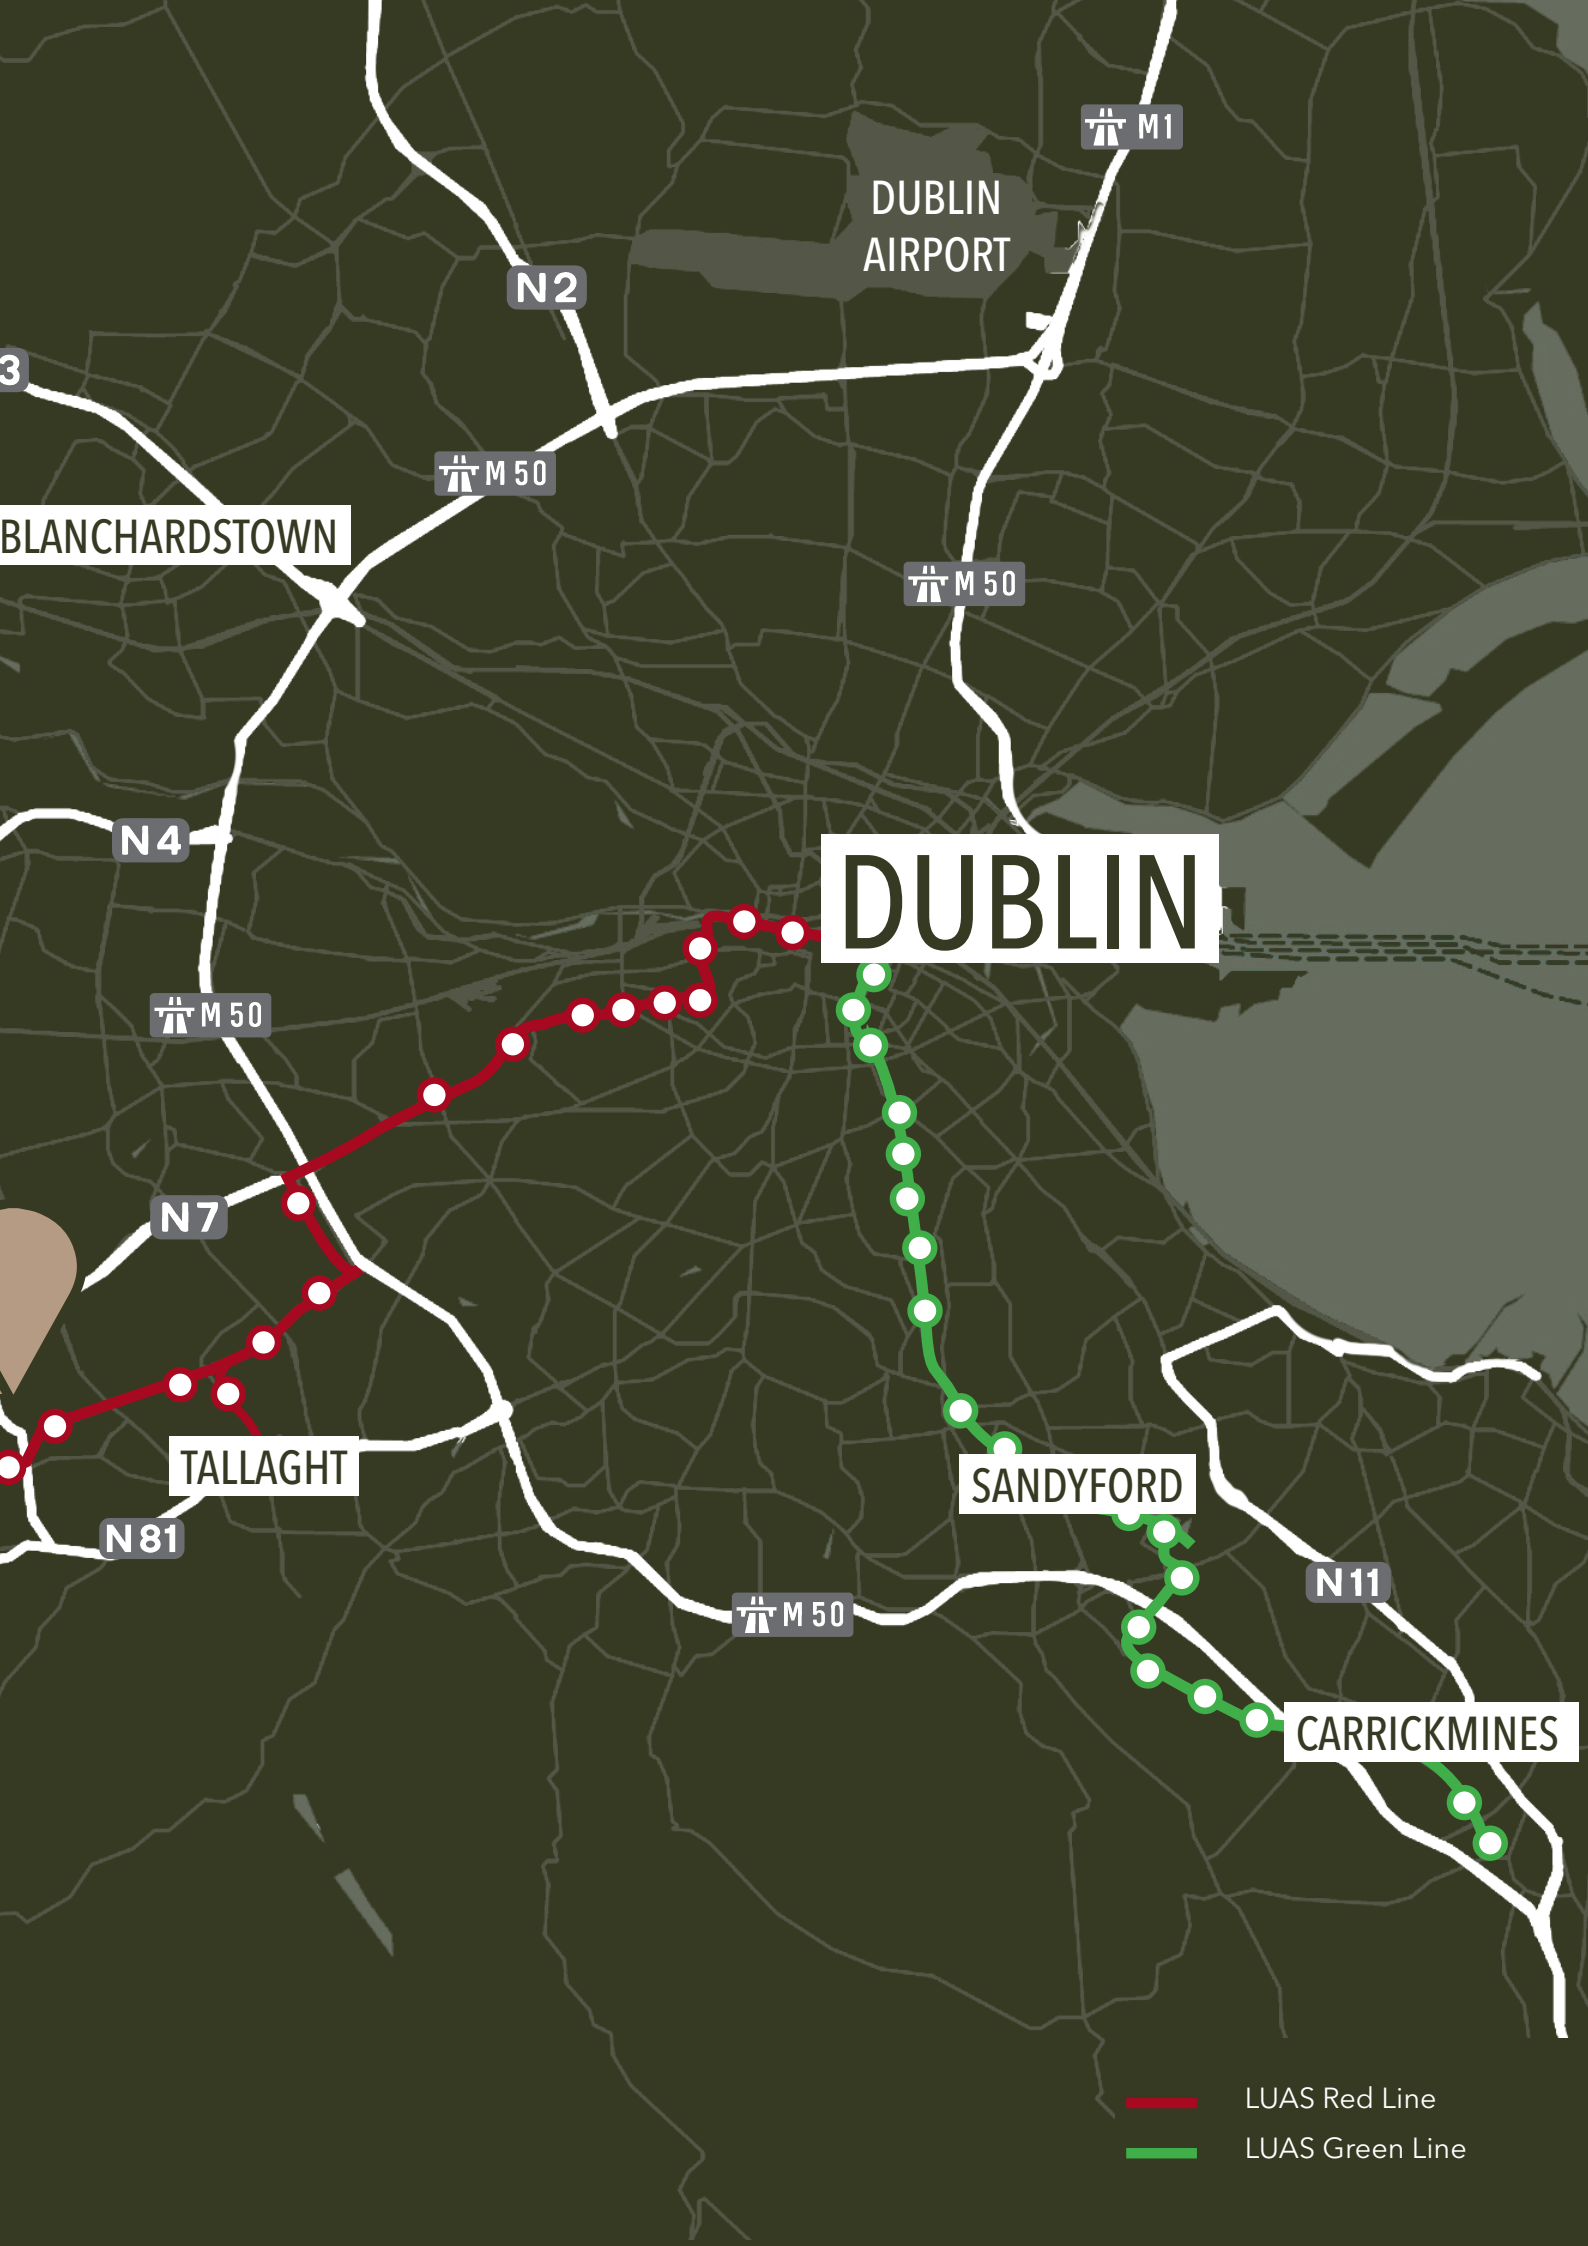 M1
DUBLIN
AIRPORT
N2
3
M50
BLANCHARDSTOWN
M50
N4
DUBLIN
M50
N7
TALLAGHT
SANDYFORD
N81
N11
M50
CARRICKMINES
LUAS Red Line
LUAS Green Line